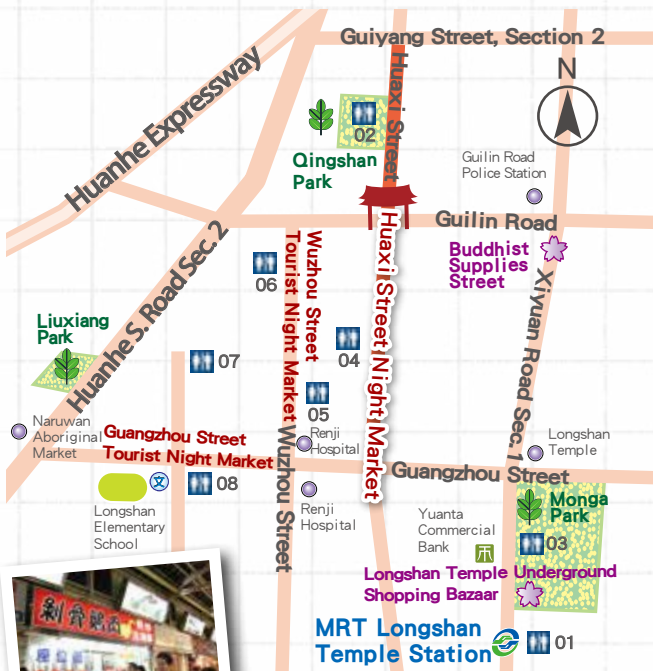 Guiyang Street, Section 2
Huaxi Street
N
Huanhe Expressway
02
Qingshan
Park
Guilin Road
Police Station
Guilin Road
Huanhe S. Road Sec. 2
Huaxi Street Night Market
Buddhist
Supplies
Street
06
Wuzhou Street
Tourist Night Market
Xiyuan Road Sec. 1
Liuxiang
Park
04
07
05
Naruwan
Aboriginal
Market
Guangzhou Street
Tourist Night Market
Wuzhou Street
Renji
Hospital
Longshan
Temple
Guangzhou Street
文
08
Longshan
Elementary
School
Renji
Hospital
Yuanta
Commercial
Bank
Monga
Park
03
Longshan Temple Underground
Shopping Bazaar
MRT Longshan
Temple Station
01